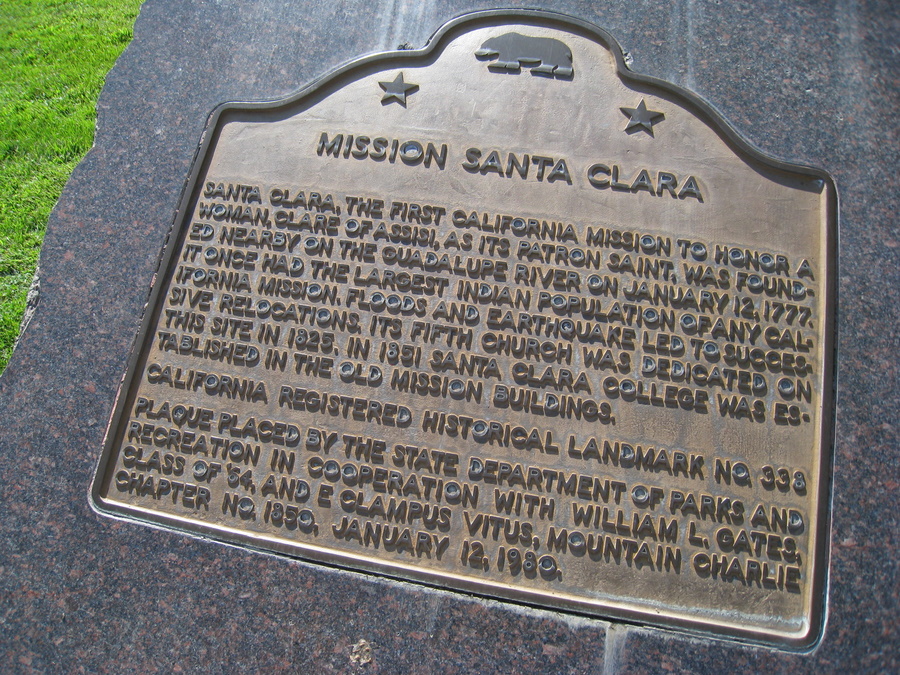 MISSION SANTA CLARA
SANTA CLARA, THE FIRST CALIFORNIA MISSION TO HONOR A
WOMAN, CLARE OF ASSISI, AS ITS PATRON SAINT, WAS FOUND-
ED NEARBY ON THE GUADALUPE RIVER ON JANUARY 12, 1777.
IT ONCE HAD THE LARGEST INDIAN POPULATION OF ANY CAL-
IFORNIA MISSION. FLOODS AND EARTHQUAKE LED TO SUCCES-
SIVE RELOCATIONS, ITS FIFTH CHURCH WAS DEDICATED ON
THIS SITE IN 1825. IN 1851 SANTA CLARA COLLEGE WAS ES-
TABLISHED IN THE OLD MISSION BUILDINGS.
CALIFORNIA REGISTERED HISTORICAL LANDMARK NO. 338
PLAQUE PLACED BY THE STATE DEPARTMENT OF PARKS AND
RECREATION IN COOPERATION WITH WILLIAM L. GATES,
CLASS OF '64, AND E CLAMPUS VITUS, MOUNTAIN CHARLIE
CHAPTER NO. 1850, JANUARY 12, 1980.